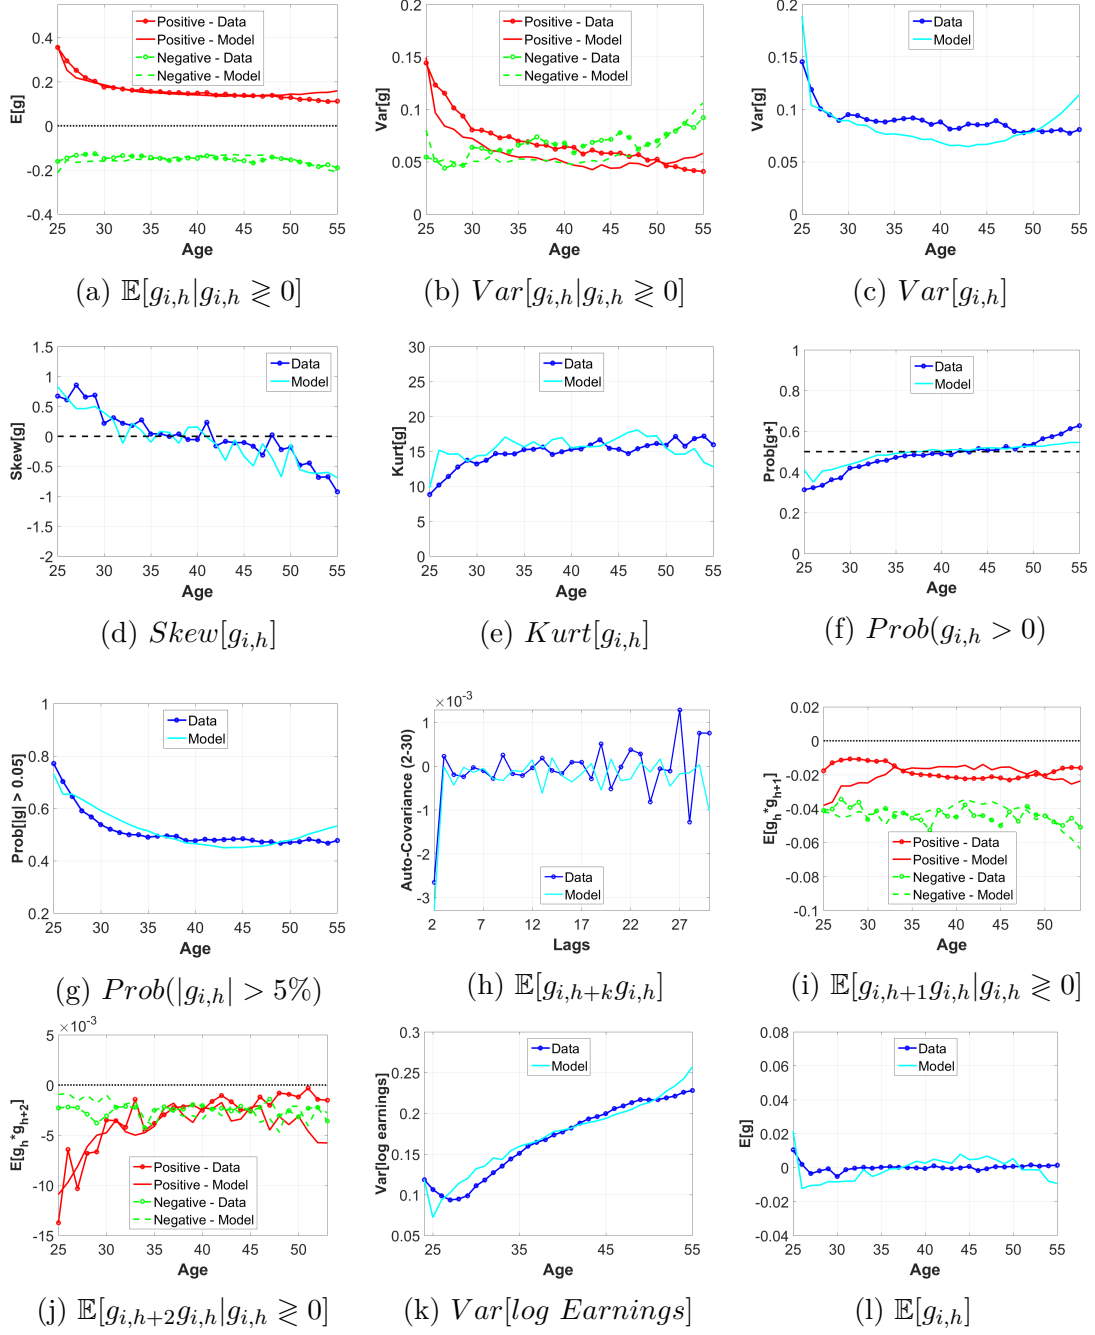 Positive - Data
Positive - Model
Negative - Data
Negative - Model
E[g]
0.4
0.2
0
-0.2
-0.4
25 30 35 40 45 50 55
Age
(a) 𝔼[g_{i,h}|g_{i,h} ≷ 0]
Positive - Data
Positive - Model
Negative - Data
Negative - Model
Var[g]
0.2
0.15
0.1
0.05
0
25 30 35 40 45 50 55
Age
(b) Var[g_{i,h}|g_{i,h} ≷ 0]
Data
Model
Var[g]
0.2
0.15
0.1
0.05
0
25 30 35 40 45 50 55
Age
(c) Var[g_{i,h}]
Data
Model
Skew[g]
1.5
1
0.5
0
-0.5
-1
-1.5
-2
25 30 35 40 45 50 55
Age
(d) Skew[g_{i,h}]
Data
Model
Kurt[g]
30
25
20
15
10
5
0
25 30 35 40 45 50 55
Age
(e) Kurt[g_{i,h}]
Data
Model
Prob[g+]
1
0.8
0.6
0.4
0.2
0
25 30 35 40 45 50 55
Age
(f) Prob(g_{i,h} > 0)
Data
Model
Prob[|g| > 0.05]
1
0.8
0.6
0.4
0.2
25 30 35 40 45 50 55
Age
(g) Prob(|g_{i,h}| > 5%)
×10^{-3}
Data
Model
Auto-Covariance (2-30)
1
0
-1
-2
-3
2 7 12 17 22 27
Lags
(h) 𝔼[g_{i,h+k}g_{i,h}]
Positive - Data
Positive - Model
Negative - Data
Negative - Model
E[g_h*g_{h+1}]
0.02
0
-0.02
-0.04
-0.06
-0.08
-0.1
25 30 35 40 45 50
Age
(i) 𝔼[g_{i,h+1}g_{i,h}|g_{i,h} ≷ 0]
×10^{-3}
Positive - Data
Positive - Model
Negative - Data
Negative - Model
E[g_h*g_{h+2}]
5
0
-5
-10
-15
25 30 35 40 45 50
Age
(j) 𝔼[g_{i,h+2}g_{i,h}|g_{i,h} ≷ 0]
Data
Model
Var[log earnings]
0.3
0.25
0.2
0.15
0.1
0.05
25 35 45 55
Age
(k) Var[log Earnings]
Data
Model
E[g]
0.08
0.06
0.04
0.02
0
-0.02
-0.04
25 30 35 40 45 50 55
Age
(l) 𝔼[g_{i,h}]